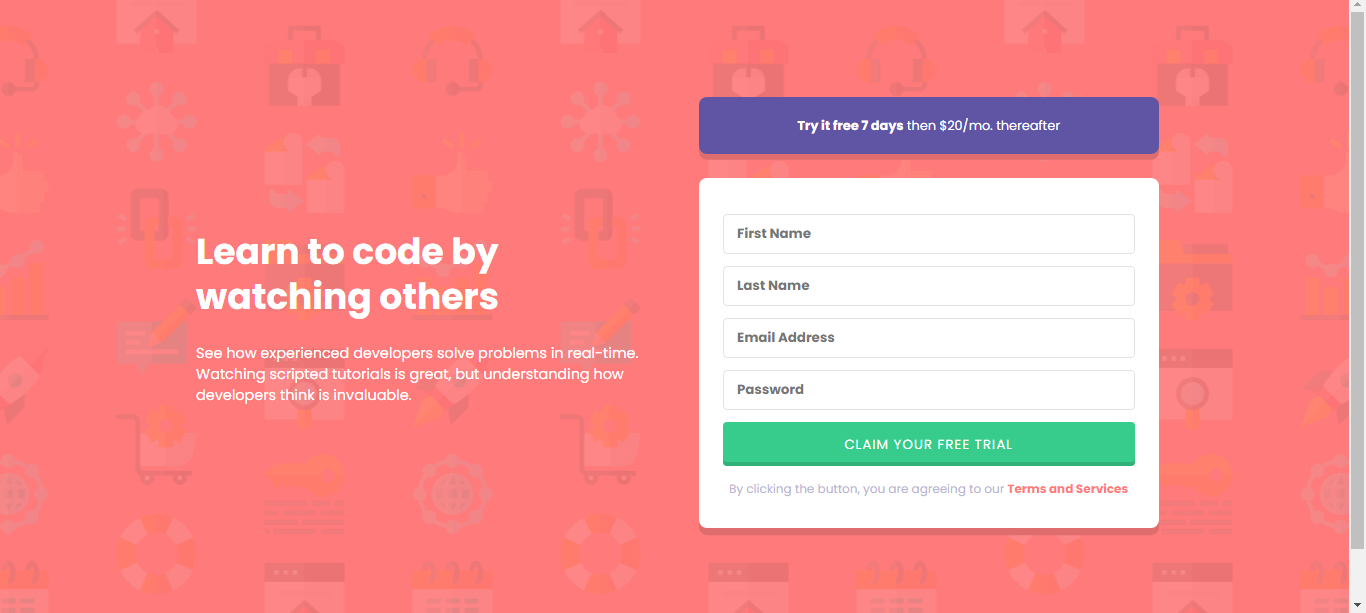 Try it free 7 days then $20/mo. thereafter
Learn to code by
watching others
See how experienced developers solve problems in real-time.
Watching scripted tutorials is great, but understanding how
developers think is invaluable.
First Name
Last Name
Email Address
Password
CLAIM YOUR FREE TRIAL
By clicking the button, you are agreeing to our Terms and Services